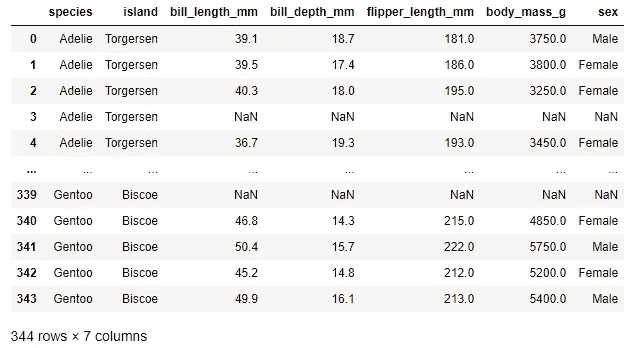 species island bill_length_mm bill_depth_mm flipper_length_mm body_mass_g sex
0 Adelie Torgersen 39.1 18.7 181.0 3750.0 Male
1 Adelie Torgersen 39.5 17.4 186.0 3800.0 Female
2 Adelie Torgersen 40.3 18.0 195.0 3250.0 Female
3 Adelie Torgersen NaN NaN NaN NaN NaN
4 Adelie Torgersen 36.7 19.3 193.0 3450.0 Female
... ... ... ... ... ... ... ...
339 Gentoo Biscoe NaN NaN NaN NaN NaN
340 Gentoo Biscoe 46.8 14.3 215.0 4850.0 Female
341 Gentoo Biscoe 50.4 15.7 222.0 5750.0 Male
342 Gentoo Biscoe 45.2 14.8 212.0 5200.0 Female
343 Gentoo Biscoe 49.9 16.1 213.0 5400.0 Male
344 rows × 7 columns